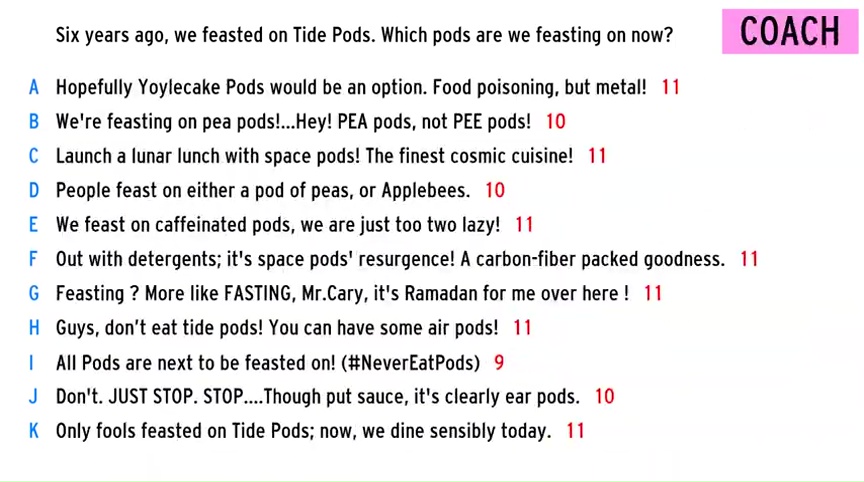 Six years ago, we feasted on Tide Pods. Which pods are we feasting on now?
COACH
A Hopefully Yoylecake Pods would be an option. Food poisoning, but metal! 11
B We're feasting on pea pods!...Hey! PEA pods, not PEE pods! 10
C Launch a lunar lunch with space pods! The finest cosmic cuisine! 11
D People feast on either a pod of peas, or Applebees. 10
E We feast on caffeinated pods, we are just too two lazy! 11
F Out with detergents; it's space pods' resurgence! A carbon-fiber packed goodness. 11
G Feasting ? More like FASTING, Mr.Cary, it's Ramadan for me over here ! 11
H Guys, don’t eat tide pods! You can have some air pods! 11
I All Pods are next to be feasted on! (#NeverEatPods) 9
J Don't. JUST STOP. STOP....Though put sauce, it's clearly ear pods. 10
K Only fools feasted on Tide Pods; now, we dine sensibly today. 11